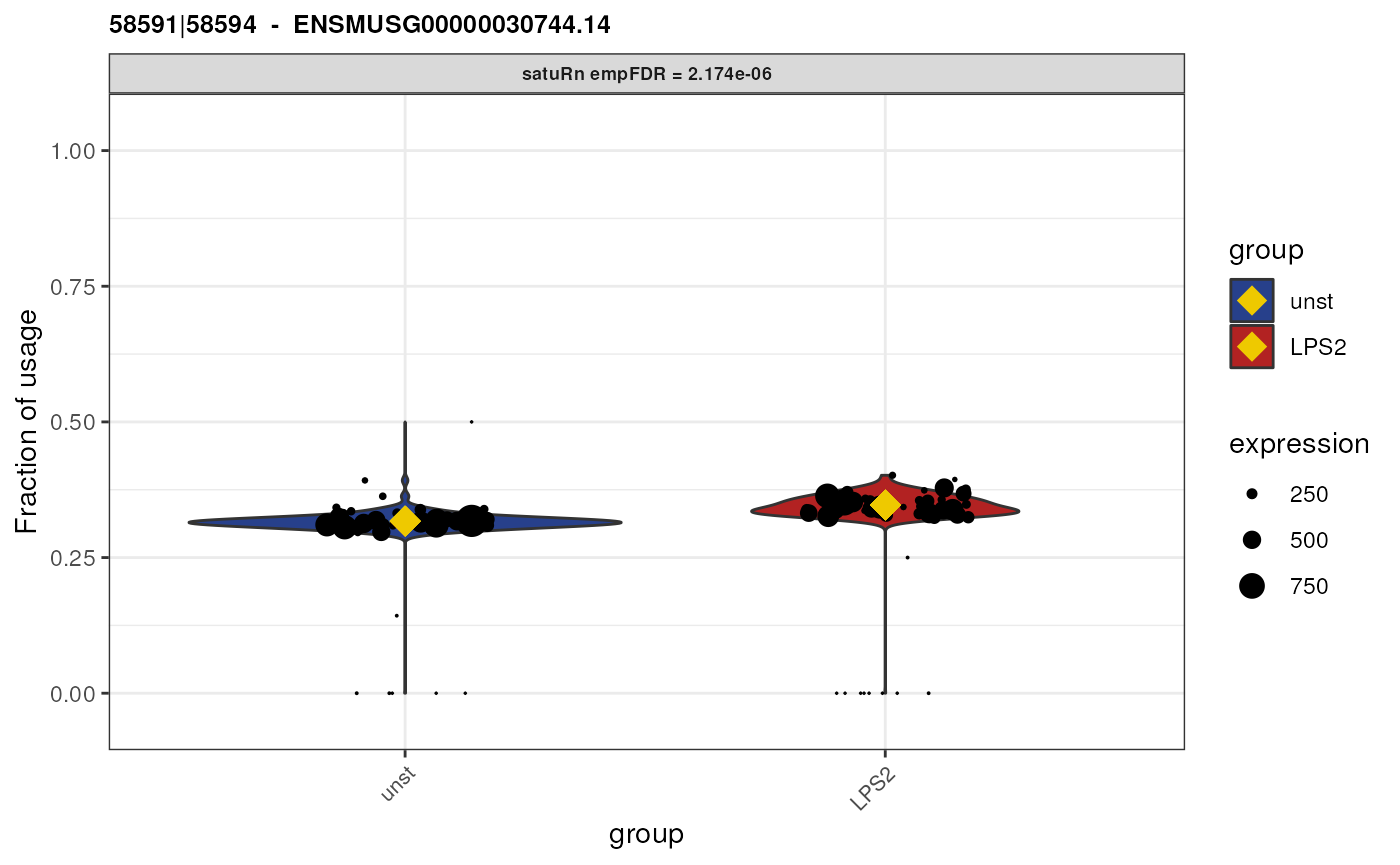 58591|58594  -  ENSMUSG00000030744.14
satuRn empFDR = 2.174e-06
Fraction of usage
1.00
0.75
0.50
0.25
0.00
unst
LPS2
group
group
unst
LPS2
expression
250
500
750